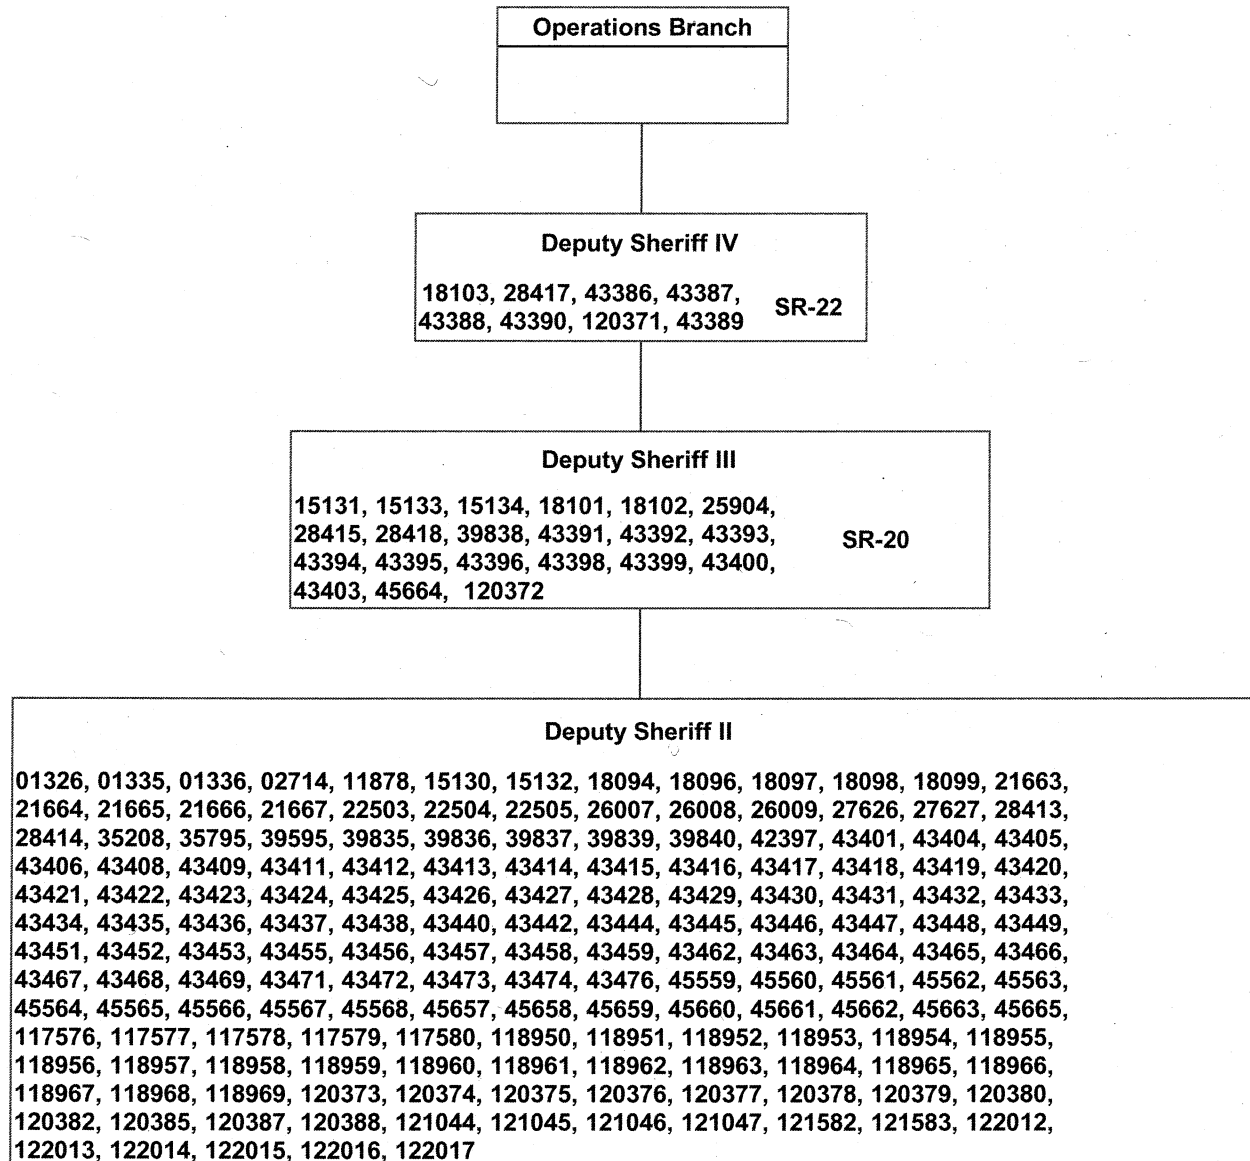 Operations Branch
Deputy Sheriff IV
18103, 28417, 43386, 43387,
43388, 43390, 120371, 43389
SR-22
Deputy Sheriff III
15131, 15133, 15134, 18101, 18102, 25904,
28415, 28418, 39838, 43391, 43392, 43393,
43394, 43395, 43396, 43398, 43399, 43400,
43403, 45664, 120372
SR-20
Deputy Sheriff II
01326, 01335, 01336, 02714, 11878, 15130, 15132, 18094, 18096, 18097, 18098, 18099, 21663,
21664, 21665, 21666, 21667, 22503, 22504, 22505, 26007, 26008, 26009, 27626, 27627, 28413,
28414, 35208, 35795, 39595, 39835, 39836, 39837, 39839, 39840, 42397, 43401, 43404, 43405,
43406, 43408, 43409, 43411, 43412, 43413, 43414, 43415, 43416, 43417, 43418, 43419, 43420,
43421, 43422, 43423, 43424, 43425, 43426, 43427, 43428, 43429, 43430, 43431, 43432, 43433,
43434, 43435, 43436, 43437, 43438, 43440, 43442, 43444, 43445, 43446, 43447, 43448, 43449,
43451, 43452, 43453, 43455, 43456, 43457, 43458, 43459, 43462, 43463, 43464, 43465, 43466,
43467, 43468, 43469, 43471, 43472, 43473, 43474, 43476, 45559, 45560, 45561, 45562, 45563,
45564, 45565, 45566, 45567, 45568, 45657, 45658, 45659, 45660, 45661, 45662, 45663, 45665,
117576, 117577, 117578, 117579, 117580, 118950, 118951, 118952, 118953, 118954, 118955,
118956, 118957, 118958, 118959, 118960, 118961, 118962, 118963, 118964, 118965, 118966,
118967, 118968, 118969, 120373, 120374, 120375, 120376, 120377, 120378, 120379, 120380,
120382, 120385, 120387, 120388, 121044, 121045, 121046, 121047, 121582, 121583, 122012,
122013, 122014, 122015, 122016, 122017